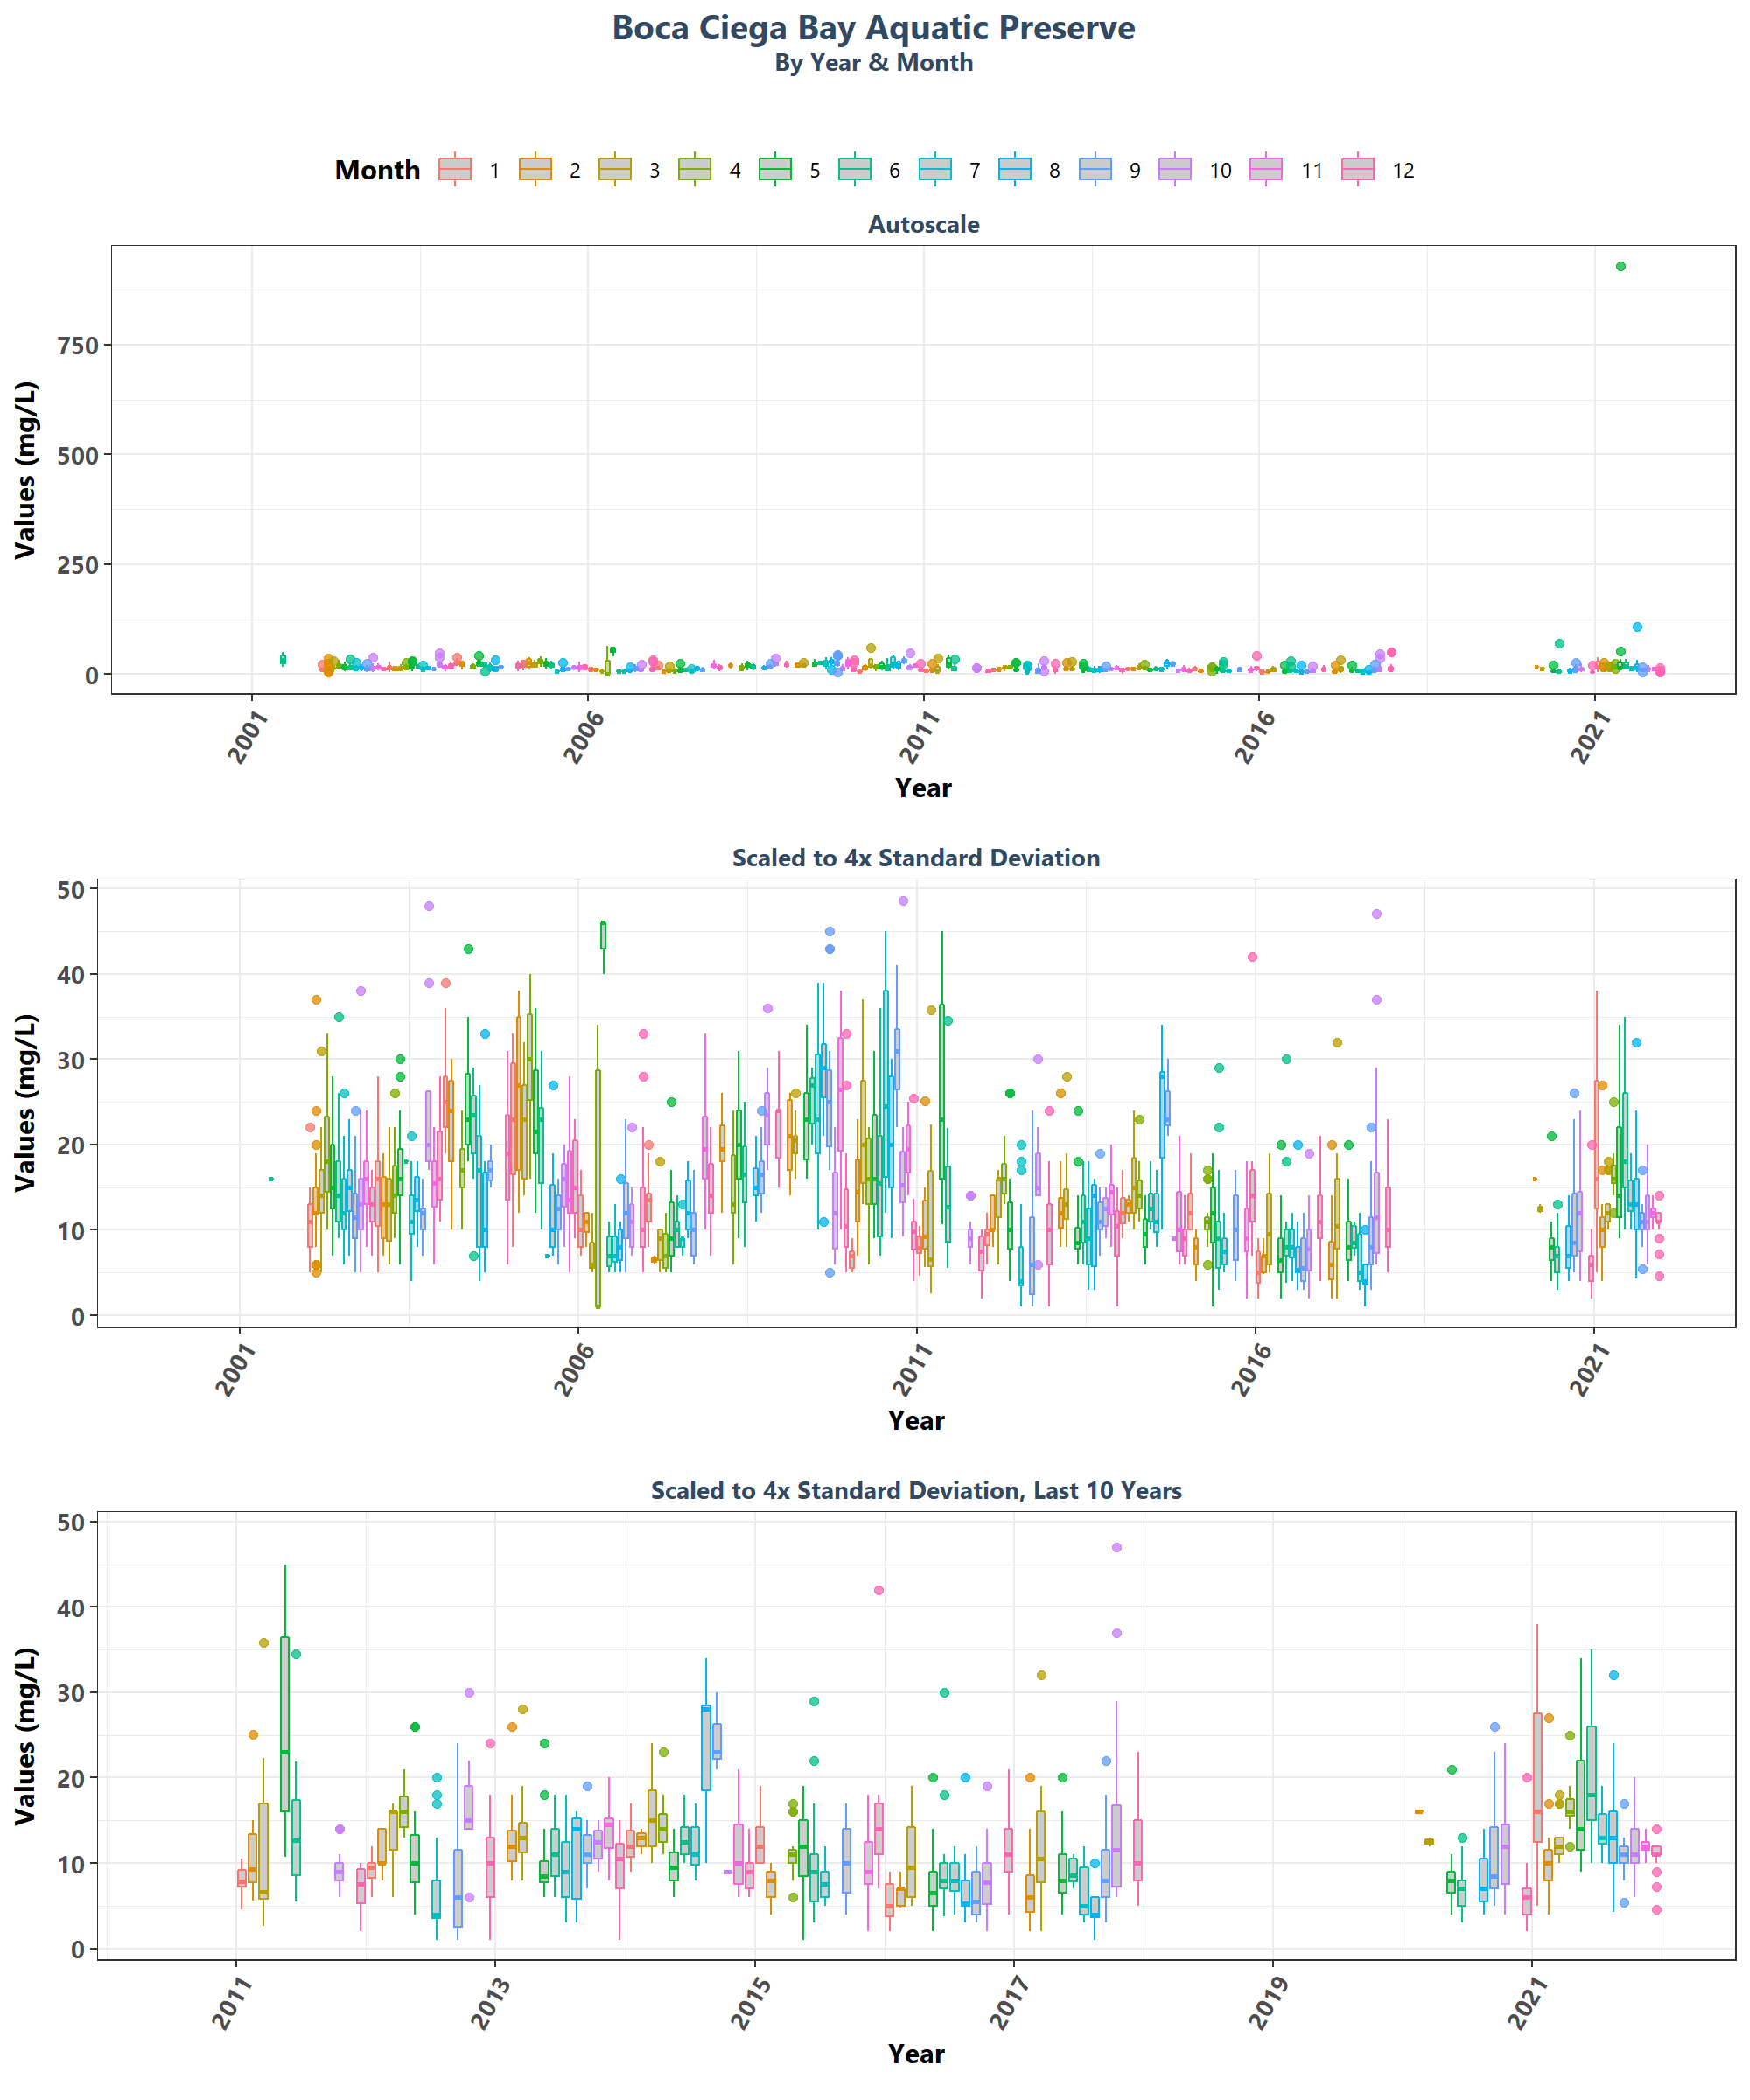 Boca Ciega Bay Aquatic Preserve
By Year & Month
Month 1 2 3 4 5 6 7 8 9 10 11 12
Autoscale
Values (mg/L)
750
500
250
0
2001 2006 2011 2016 2021
Year
Scaled to 4x Standard Deviation
Values (mg/L)
50
40
30
20
10
0
2001 2006 2011 2016 2021
Year
Scaled to 4x Standard Deviation, Last 10 Years
Values (mg/L)
50
40
30
20
10
0
2011 2013 2015 2017 2019 2021
Year